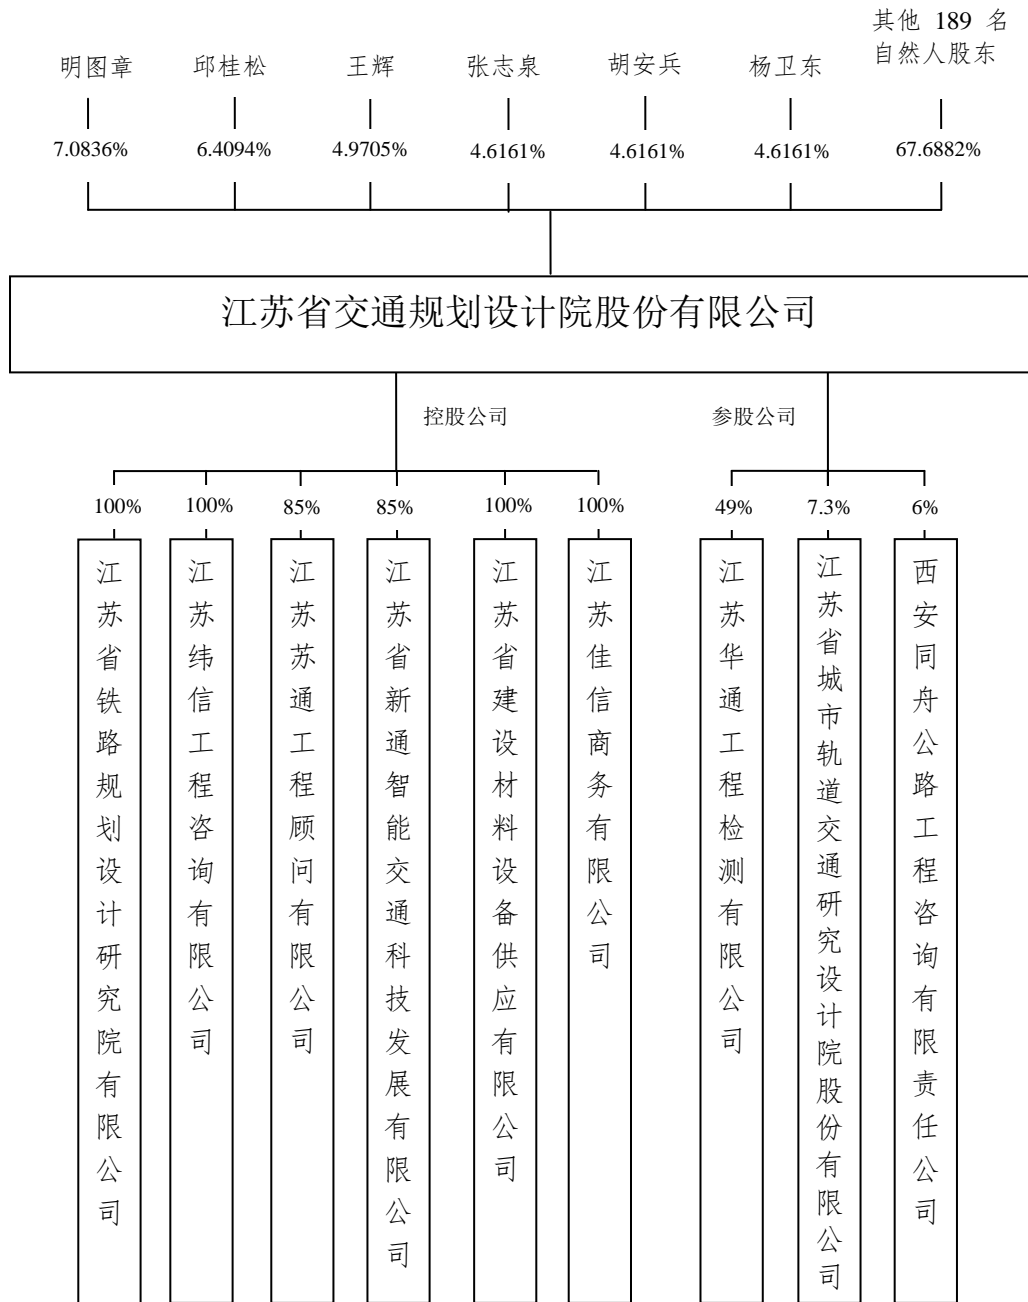 其他 189 名
自然人股东
明图章
邱桂松
王辉
张志泉
胡安兵
杨卫东
7.0836%
6.4094%
4.9705%
4.6161%
4.6161%
4.6161%
67.6882%
江苏省交通规划设计院股份有限公司
控股公司
参股公司
100%
100%
85%
85%
100%
100%
49%
7.3%
6%
江苏省铁路规划设计研究院有限公司
江苏纬信工程咨询有限公司
江苏苏通工程顾问有限公司
江苏省新通智能交通科技发展有限公司
江苏省建设材料设备供应有限公司
江苏佳信商务有限公司
江苏华通工程检测有限公司
江苏省城市轨道交通研究设计院股份有限公司
西安同舟公路工程咨询有限责任公司